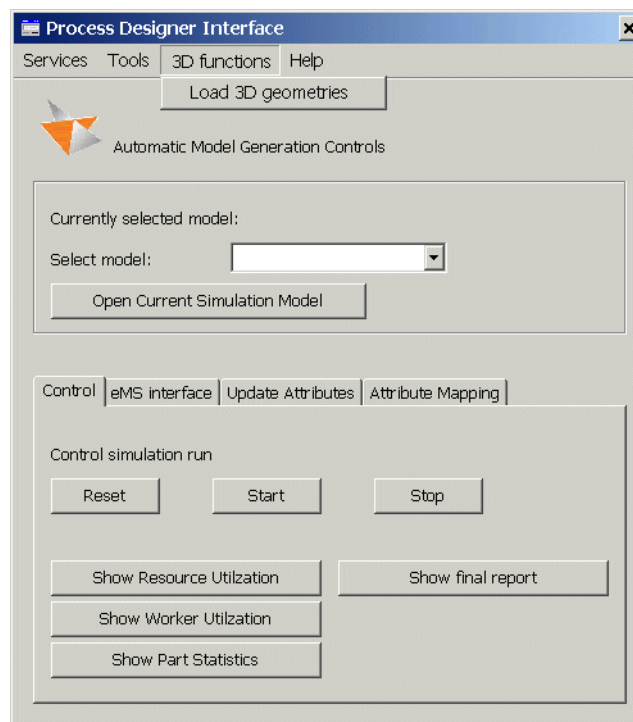 Process Designer Interface
Services Tools 3D functions Help
Load 3D geometries
Automatic Model Generation Controls
Currently selected model:
Select model:
Open Current Simulation Model
Control eMS interface Update Attributes Attribute Mapping
Control simulation run
Reset Start Stop
Show Resource Utilzation Show final report
Show Worker Utilzation
Show Part Statistics